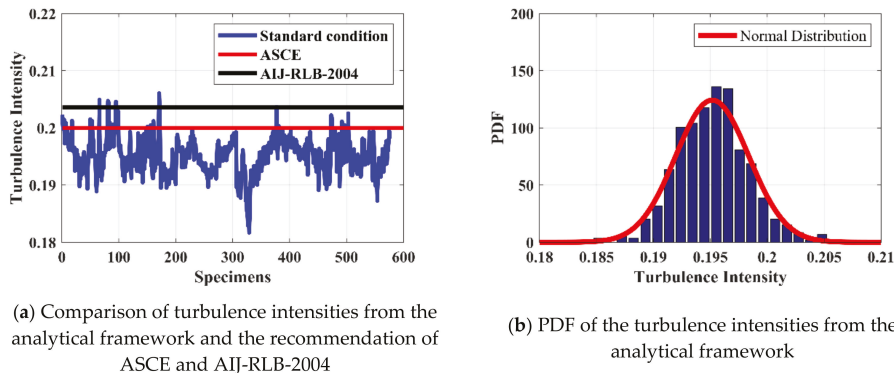 0.22
0.21
0.2
0.19
0.18
Turbulence Intensity
Standard condition
ASCE
AIJ-RLB-2004
0 100 200 300 400 500 600
Specimens
(a) Comparison of turbulence intensities from the
analytical framework and the recommendation of
ASCE and AIJ-RLB-2004
200
150
100
50
0
PDF
Normal Distribution
0.18 0.185 0.19 0.195 0.2 0.205 0.21
Turbulence Intensity
(b) PDF of the turbulence intensities from the
analytical framework